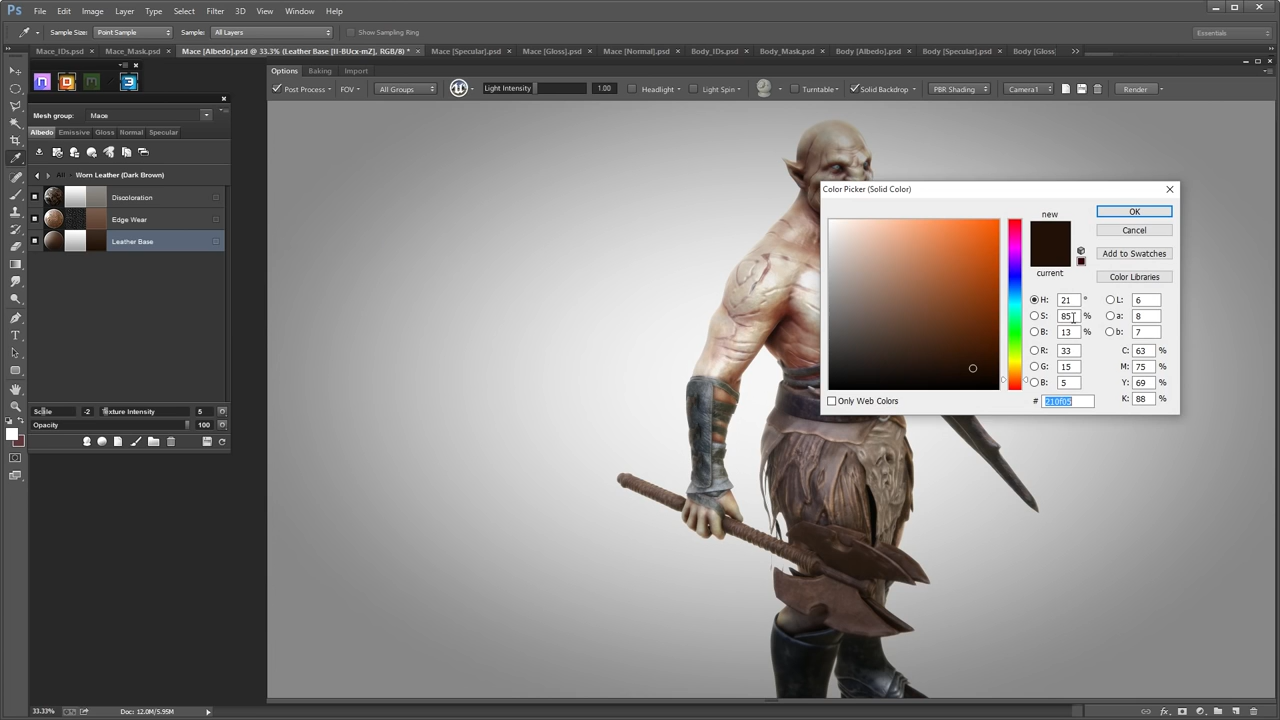 Ps File Edit Image Layer Type Select Filter 3D View Window Help
Sample Size: Point Sample Sample: All Layers Show Sampling Ring Essentials
Mace_IDs.psd × Mace_Mask.psd × Mace [Albedo].psd @ 33.3% (Leather Base [II-BUcx-mZ], RGB/8) * × Mace [Specular].psd × Mace [Gloss].psd × Mace [Normal].psd × Body_IDs.psd × Body_Mask.psd × Body [Albedo].psd × Body [Specular].psd × Body [Gloss]
Options Baking Import
Post Process FOV All Groups Light Intensity 1.00 Headlight Light Spin Turntable Solid Backdrop PBR Shading Camera1 Render
Mesh group: Mace
Albedo Emissive Gloss Normal Specular
All Worn Leather (Dark Brown)
Discoloration
Edge Wear
Leather Base
Scale -2 Texture Intensity 5
Opacity 100
Color Picker (Solid Color)
new
current
OK
Cancel
Add to Swatches
Color Libraries
H: 21 ° L: 6
S: 85 % a: 8
B: 13 % b: 7
R: 33 C: 63 %
G: 15 M: 75 %
B: 5 Y: 69 %
# 210f05 K: 88 %
Only Web Colors
33.33% Doc: 12.0M/5.95M